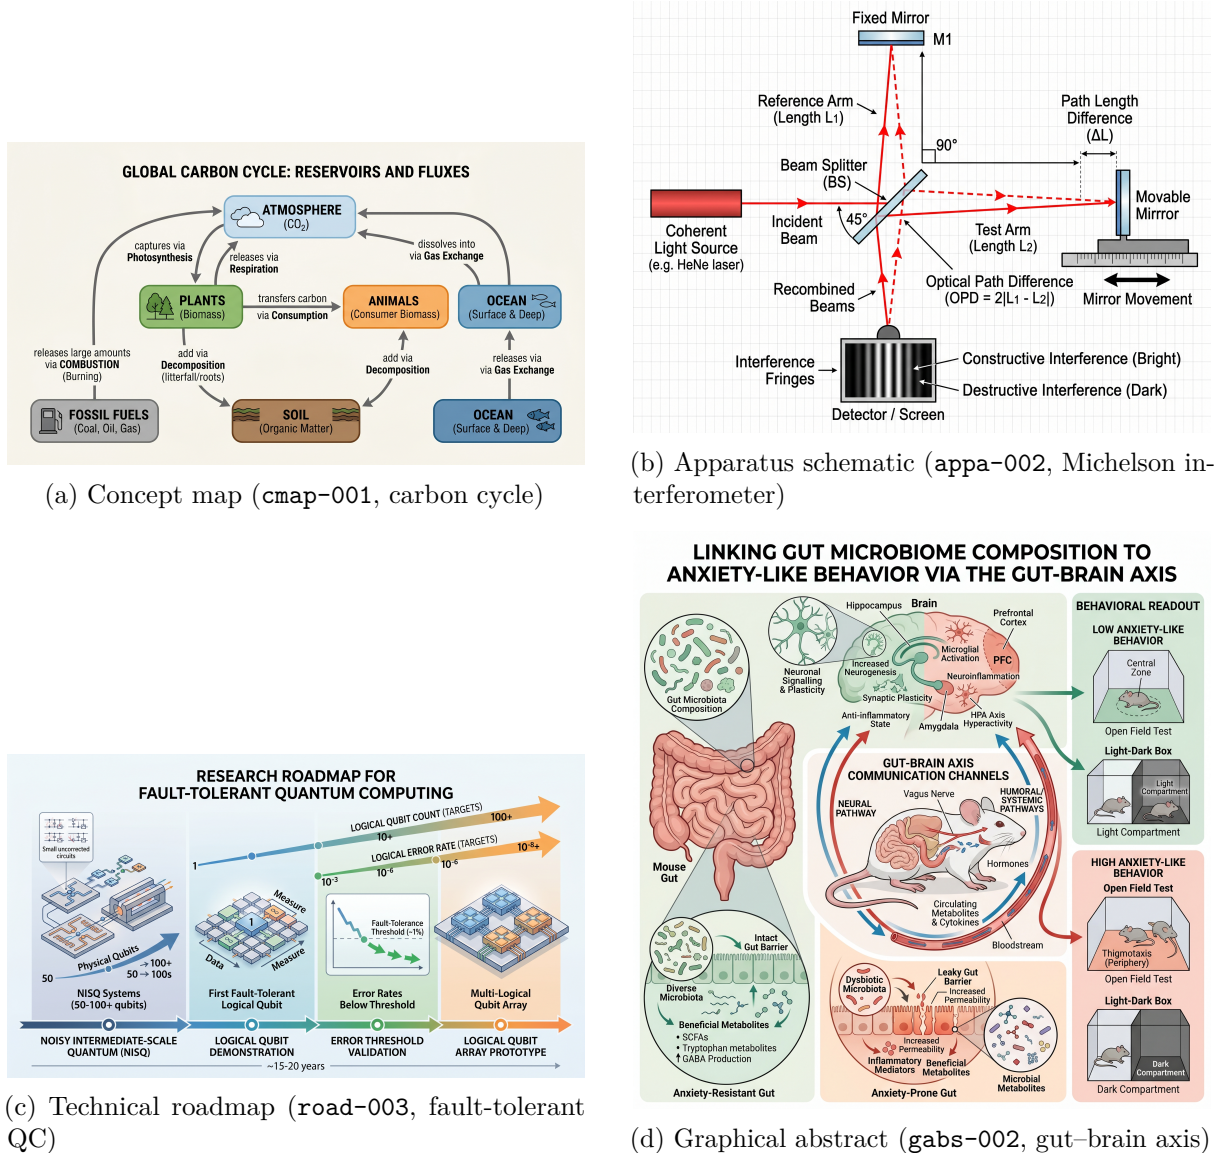 GLOBAL CARBON CYCLE: RESERVOIRS AND FLUXES
ATMOSPHERE
(CO₂)
captures via
Photosynthesis
releases via
Respiration
dissolves into
via Gas Exchange
PLANTS
(Biomass)
transfers carbon
via Consumption
ANIMALS
(Consumer Biomass)
OCEAN
(Surface & Deep)
releases large amounts
via COMBUSTION
(Burning)
add via
Decomposition
(litterfall/roots)
add via
Decomposition
releases via
via Gas Exchange
FOSSIL FUELS
(Coal, Oil, Gas)
SOIL
(Organic Matter)
OCEAN
(Surface & Deep)
(a) Concept map (cmap-001, carbon cycle)
Fixed Mirror
M1
Reference Arm
(Length L₁)
Path Length
Difference
(ΔL)
90°
Beam Splitter
(BS)
45°
Coherent
Light Source
(e.g. HeNe laser)
Incident
Beam
Test Arm
(Length L₂)
Movable
Mirrror
Recombined
Beams
Optical Path Difference
(OPD = 2|L₁ - L₂|)
Mirror Movement
Interference
Fringes
Constructive Interference (Bright)
Destructive Interference (Dark)
Detector / Screen
(b) Apparatus schematic (appa-002, Michelson in-
terferometer)
RESEARCH ROADMAP FOR
FAULT-TOLERANT QUANTUM COMPUTING
Small uncorrected
circuits
LOGICAL QUBIT COUNT (TARGETS)
1
10+
100+
LOGICAL ERROR RATE (TARGETS)
10⁻³
10⁻⁶
10⁻⁶
10⁻⁸+
Physical Qubits
50
→ 100+
50 → 100s
Measure
1
Data
Measure
Fault-Tolerance
Threshold (~1%)
NISQ Systems
(50-100+ qubits)
First Fault-Tolerant
Logical Qubit
Error Rates
Below Threshold
Multi-Logical
Qubit Array
NOISY INTERMEDIATE-SCALE
QUANTUM (NISQ)
LOGICAL QUBIT
DEMONSTRATION
ERROR THRESHOLD
VALIDATION
LOGICAL QUBIT
ARRAY PROTOTYPE
~15-20 years
(c) Technical roadmap (road-003, fault-tolerant
QC)
LINKING GUT MICROBIOME COMPOSITION TO
ANXIETY-LIKE BEHAVIOR VIA THE GUT-BRAIN AXIS
Gut Microbiota
Composition
Neuronal
Signalling
& Plasticity
Hippocampus
Brain
Prefrontal
Cortex
Increased
Neurogenesis
Microglial
Activation
PFC
Neuroinflammation
Synaptic Plasticity
Anti-inflammatory
State
Amygdala
HPA Axis
Hyperactivity
Mouse
Gut
GUT-BRAIN AXIS
COMMUNICATION CHANNELS
NEURAL
PATHWAY
Vagus Nerve
HUMORAL/
SYSTEMIC
PATHWAYS
Hormones
Circulating
Metabolites
& Cytokines
Bloodstream
Intact
Gut Barrier
Diverse
Microbiota
Beneficial Metabolites
• SCFAs
• Tryptophan metabolites
⬆ GABA Production
Anxiety-Resistant Gut
Dysbiotic
Microbiota
Leaky Gut
Barrier
Increased
Permeability
Increased
Permeability
Inflammatory
Mediators
Beneficial
Metabolites
Microbial
Metabolites
Anxiety-Prone Gut
BEHAVIORAL READOUT
LOW ANXIETY-LIKE
BEHAVIOR
Central
Zone
Open Field Test
Light-Dark Box
Light
Compartment
Light Compartment
HIGH ANXIETY-LIKE
BEHAVIOR
Open Field Test
Thigmotaxis
(Periphery)
Open Field Test
Light-Dark Box
Dark
Compartment
Dark Compartment
(d) Graphical abstract (gabs-002, gut–brain axis)